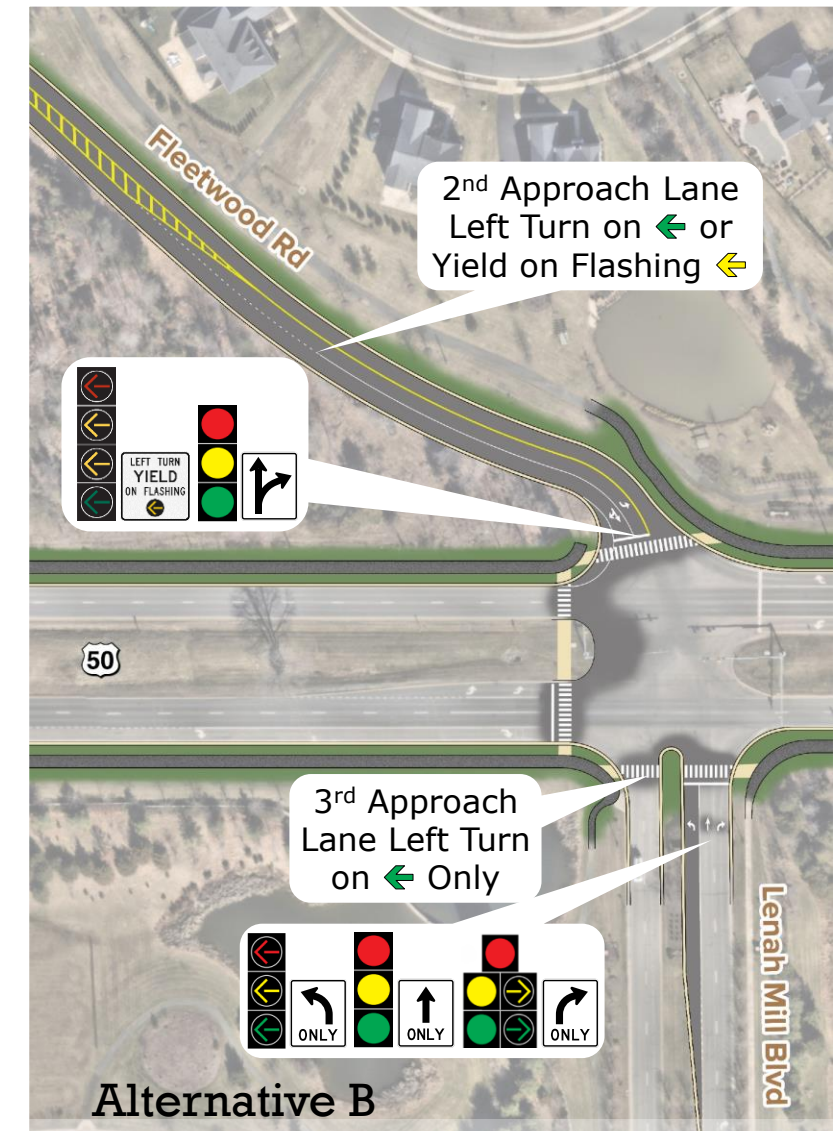 Fleetwood Rd
2nd Approach Lane
Left Turn on or
Yield on Flashing
LEFT TURN
YIELD
ON FLASHING
50
3rd Approach
Lane Left Turn
on Only
ONLY
ONLY
ONLY
Lenah Mill Blvd
Alternative B